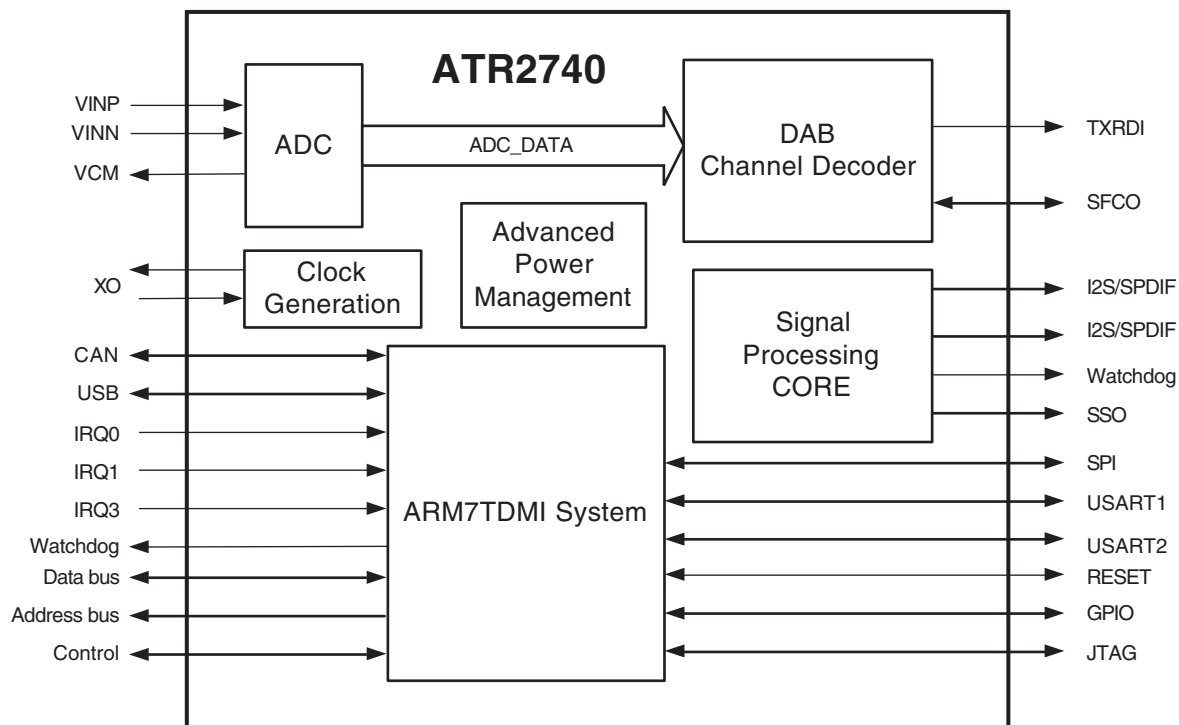 ATR2740
VINP
VINN
VCM
ADC
ADC_DATA
DAB
Channel Decoder
TXRDI
SFCO
XO
Clock
Generation
Advanced
Power
Management
Signal
Processing
CORE
I2S/SPDIF
I2S/SPDIF
Watchdog
SSO
CAN
USB
IRQ0
IRQ1
IRQ3
Watchdog
Data bus
Address bus
Control
ARM7TDMI System
SPI
USART1
USART2
RESET
GPIO
JTAG